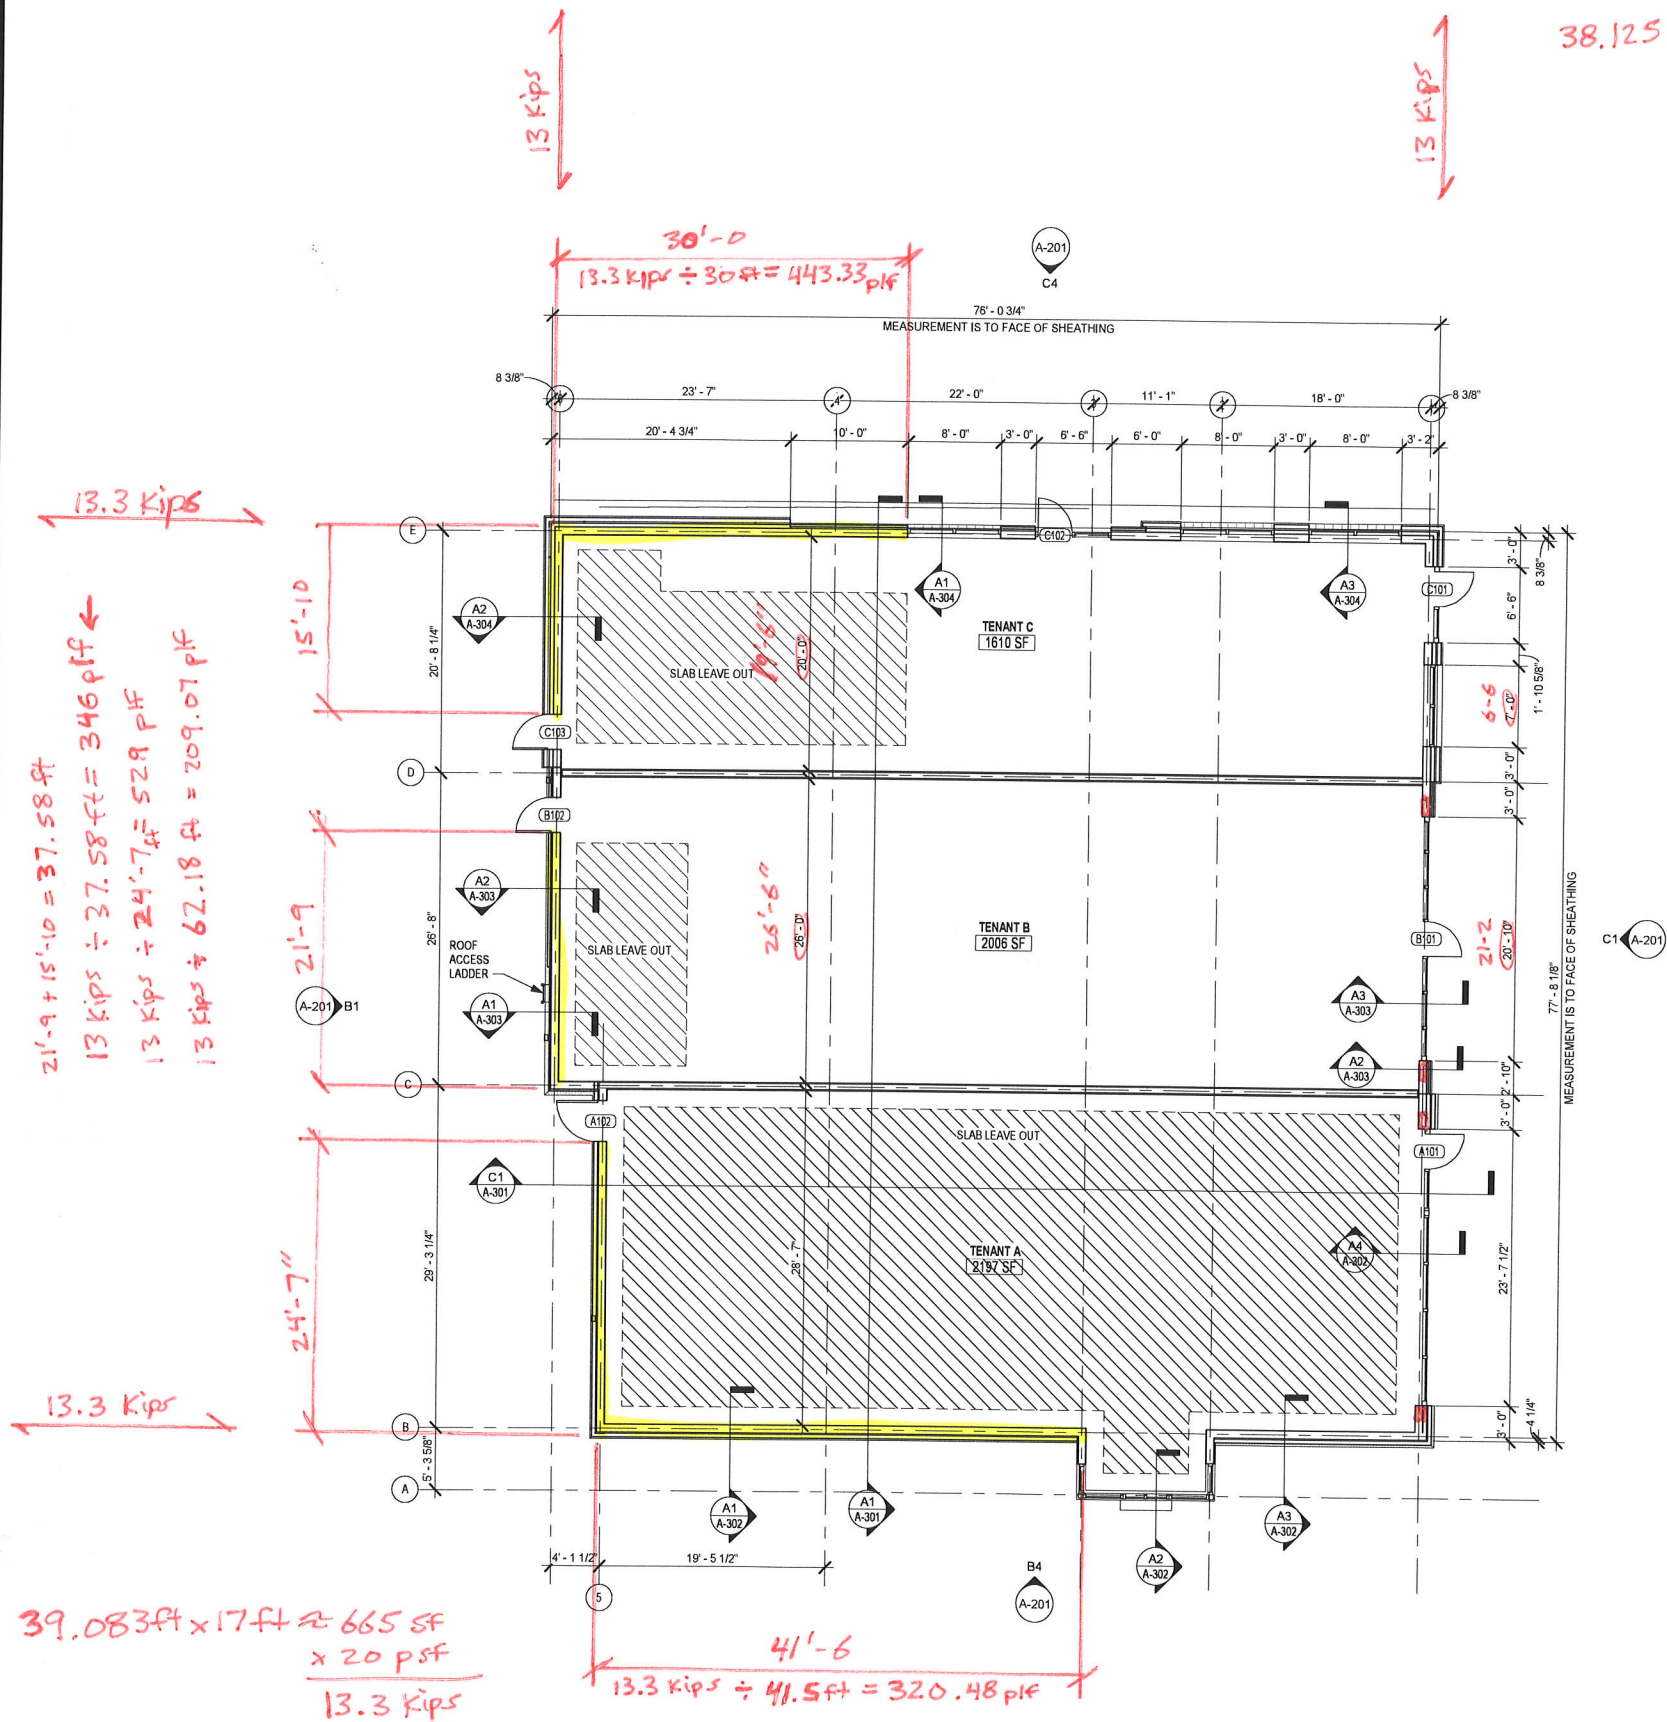 38.125
13 Kips
13 Kips
30'-0
13.3 Kips ÷ 30 ft = 443.33 plf
A-201
C4
76' - 0 3/4"
MEASUREMENT IS TO FACE OF SHEATHING
8 3/8"
23' - 7"
4
22' - 0"
11' - 1"
18' - 0"
8 3/8"
20' - 4 3/4"
10' - 0"
8' - 0"
3' - 0"
6' - 6"
6' - 0"
8' - 0"
3' - 0"
8' - 0"
3' - 2"
13.3 Kips
E
C102
3' - 0"
8 3/8"
15'-10
A2
A-304
A1
A-304
A3
A-304
C101
6' - 6"
20' - 8 1/4"
TENANT C
1610 SF
19'-6"
20' - 0"
SLAB LEAVE OUT
6-6
7' - 0"
1' - 10 5/8"
C103
D
3' - 0"
3' - 0"
B102
21'-9 + 15'-10 = 37.58 ft
13 Kips ÷ 37.58 ft = 346 plf ←
13 Kips ÷ 24'-7 ft = 529 plf
13 Kips ÷ 62.18 ft = 209.07 plf
21'-9
A2
A-303
26' - 8"
ROOF
ACCESS
LADDER
SLAB LEAVE OUT
26'-6"
26' - 0"
TENANT B
2006 SF
B101
21-2
20' - 10"
77' - 8 1/8"
MEASUREMENT IS TO FACE OF SHEATHING
C1
A-201
A-201
B1
A1
A-303
A3
A-303
A2
A-303
C
2' - 10"
3' - 0"
A102
SLAB LEAVE OUT
A101
C1
A-301
24'-7"
29' - 3 1/4"
28' - 7"
TENANT A
2197 SF
A4
A-302
23' - 7 1/2"
13.3 Kips
B
3' - 0"
4 1/4"
5' - 3 5/8"
A
A1
A-302
A1
A-301
A2
A-302
A3
A-302
4' - 1 1/2"
19' - 5 1/2"
5
B4
A-201
39.083 ft x 17 ft ≈ 665 SF
x 20 psf
13.3 Kips
41'-6
13.3 Kips ÷ 41.5 ft = 320.48 plf